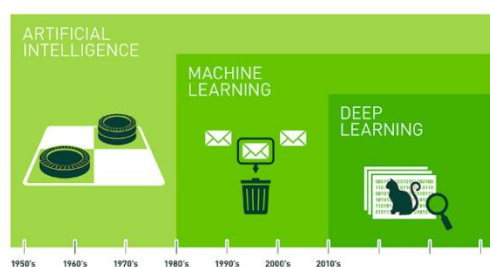 ARTIFICIAL
INTELLIGENCE
MACHINE
LEARNING
DEEP
LEARNING
1950's 1960's 1970's 1980's 1990's 2000's 2010's